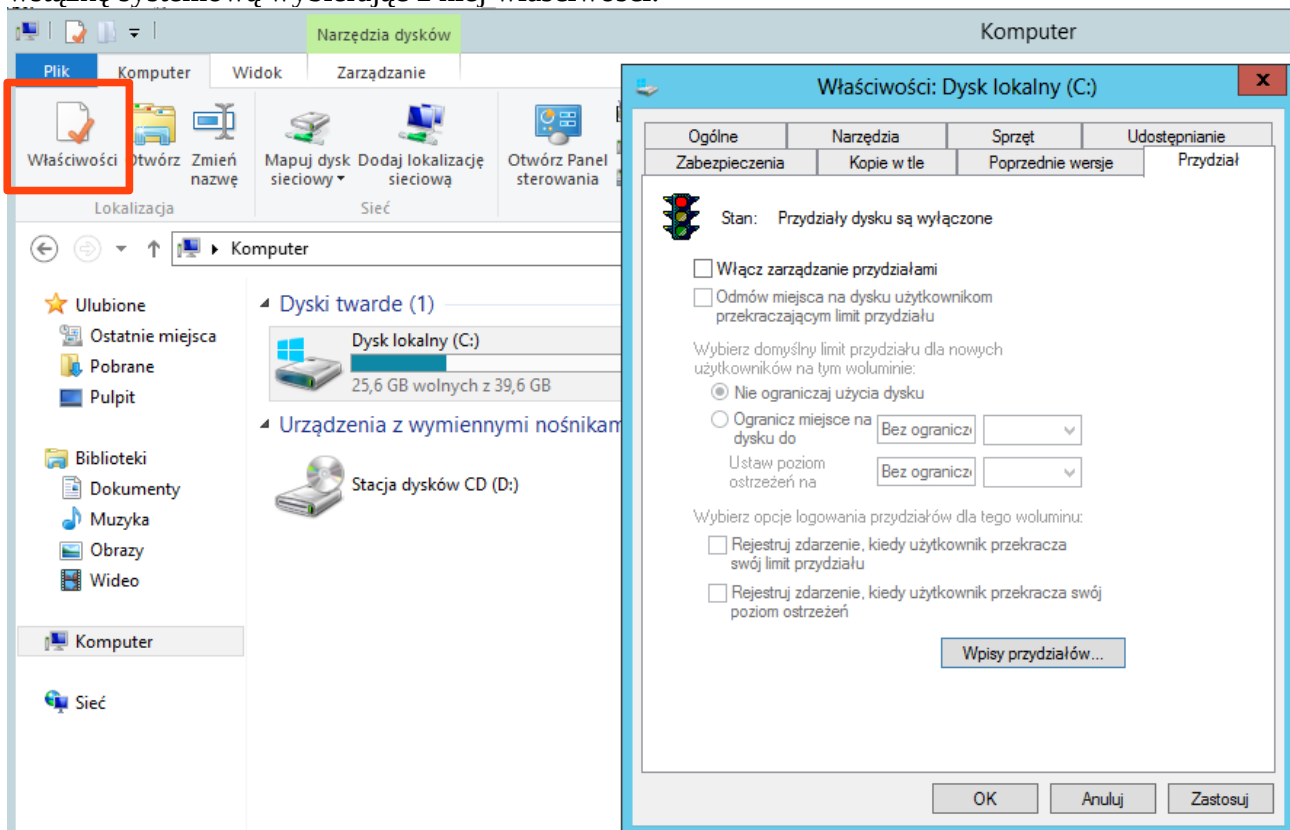 wstążkę systemową wybierając z niej właściwości.
Narzędzia dysków
Komputer
Plik
Komputer
Widok
Zarządzanie
Właściwości
Otwórz
Zmień
nazwę
Mapuj dysk
sieciowy
Dodaj lokalizację
sieciową
Otwórz Panel
sterowania
Lokalizacja
Sieć
Komputer
Ulubione
Ostatnie miejsca
Pobrane
Pulpit
Biblioteki
Dokumenty
Muzyka
Obrazy
Wideo
Komputer
Sieć
Dyski twarde (1)
Dysk lokalny (C:)
25,6 GB wolnych z 39,6 GB
Urządzenia z wymiennymi nośnikam
Stacja dysków CD (D:)
Właściwości: Dysk lokalny (C:)
x
Ogólne
Narzędzia
Sprzęt
Udostępnianie
Zabezpieczenia
Kopie w tle
Poprzednie wersje
Przydział
Stan: Przydziały dysku są wyłączone
Włącz zarządzanie przydziałami
Odmów miejsca na dysku użytkownikom
przekraczającym limit przydziału
Wybierz domyślny limit przydziału dla nowych
użytkowników na tym woluminie:
Nie ograniczaj użycia dysku
Ogranicz miejsce na
dysku do
Bez ogranicz
Ustaw poziom
ostrzeżeń na
Bez ogranicz
Wybierz opcje logowania przydziałów dla tego woluminu:
Rejestruj zdarzenie, kiedy użytkownik przekracza
swój limit przydziału
Rejestruj zdarzenie, kiedy użytkownik przekracza swój
poziom ostrzeżeń
Wpisy przydziałów...
OK
Anuluj
Zastosuj